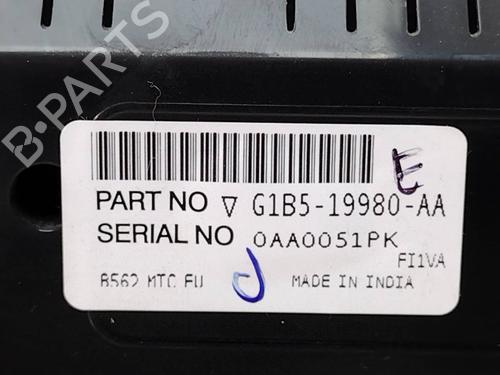 B-PARTS
E
PART NO ▽ G1B5-19980-AA
SERIAL NO 0AA0051PK
FI1VA
B562 MTC EU
MADE IN INDIA